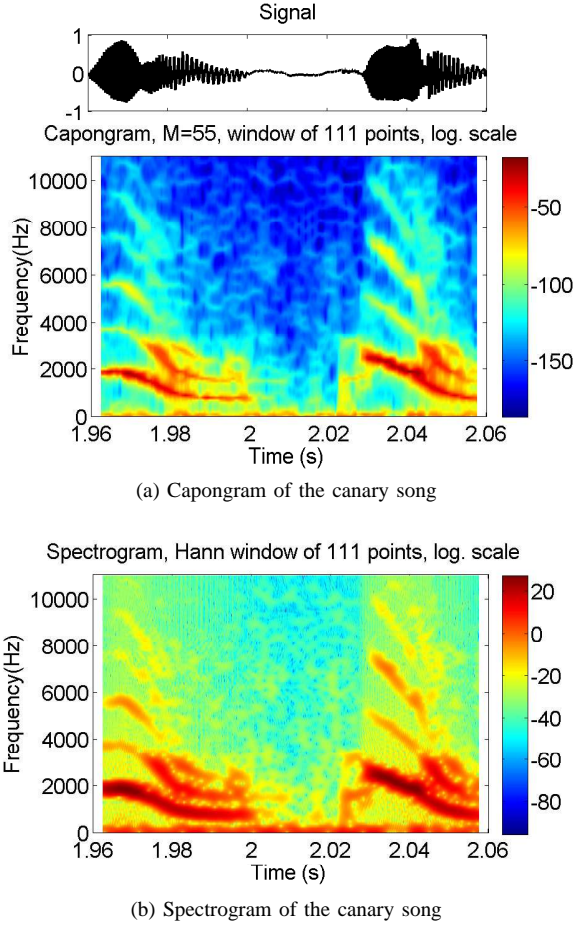 Signal
1
0
-1
Capongram, M=55, window of 111 points, log. scale
10000
8000
6000
4000
2000
0
Frequency(Hz)
-50
-100
-150
1.96 1.98 2 2.02 2.04 2.06
Time (s)
(a) Capongram of the canary song
Spectrogram, Hann window of 111 points, log. scale
10000
8000
6000
4000
2000
0
Frequency(Hz)
20
0
-20
-40
-60
-80
1.96 1.98 2 2.02 2.04 2.06
Time (s)
(b) Spectrogram of the canary song